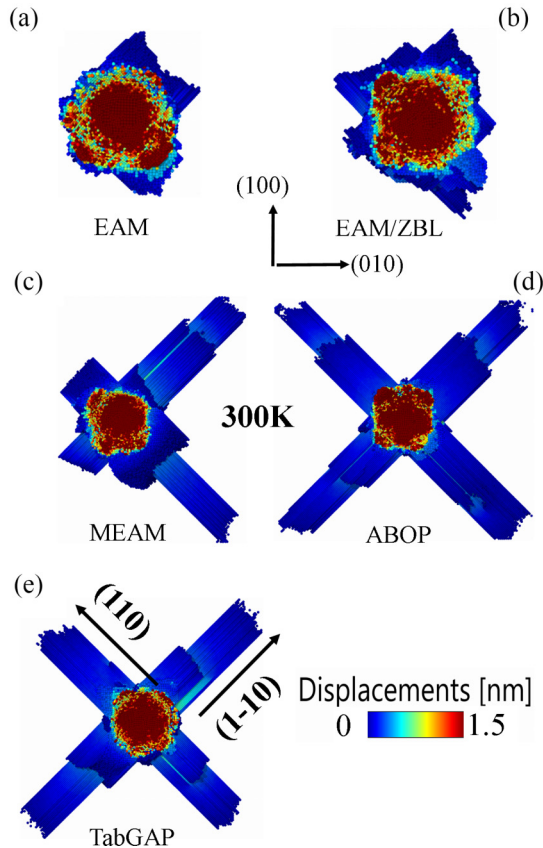 (a)
(b)
EAM
(100)
EAM/ZBL
(010)
(c)
(d)
300K
MEAM
ABOP
(e)
(110)
(1-10)
Displacements [nm]
0 1.5
TabGAP